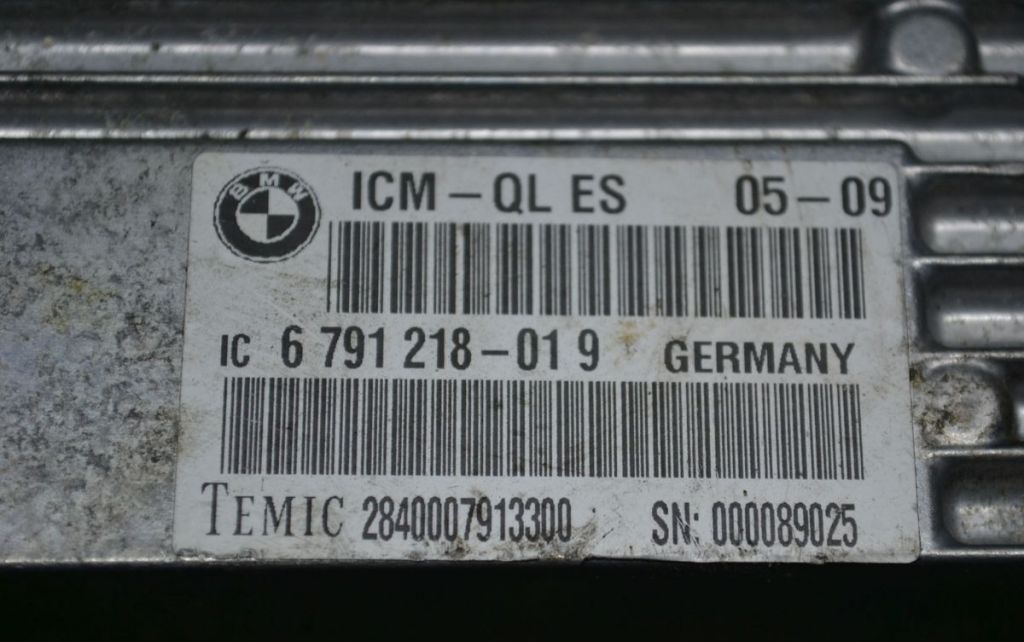 BMW
ICM – QL ES 05 – 09
IC 6 791 218 – 01 9 GERMANY
TEMIC 2840007913300 SN: 000089025